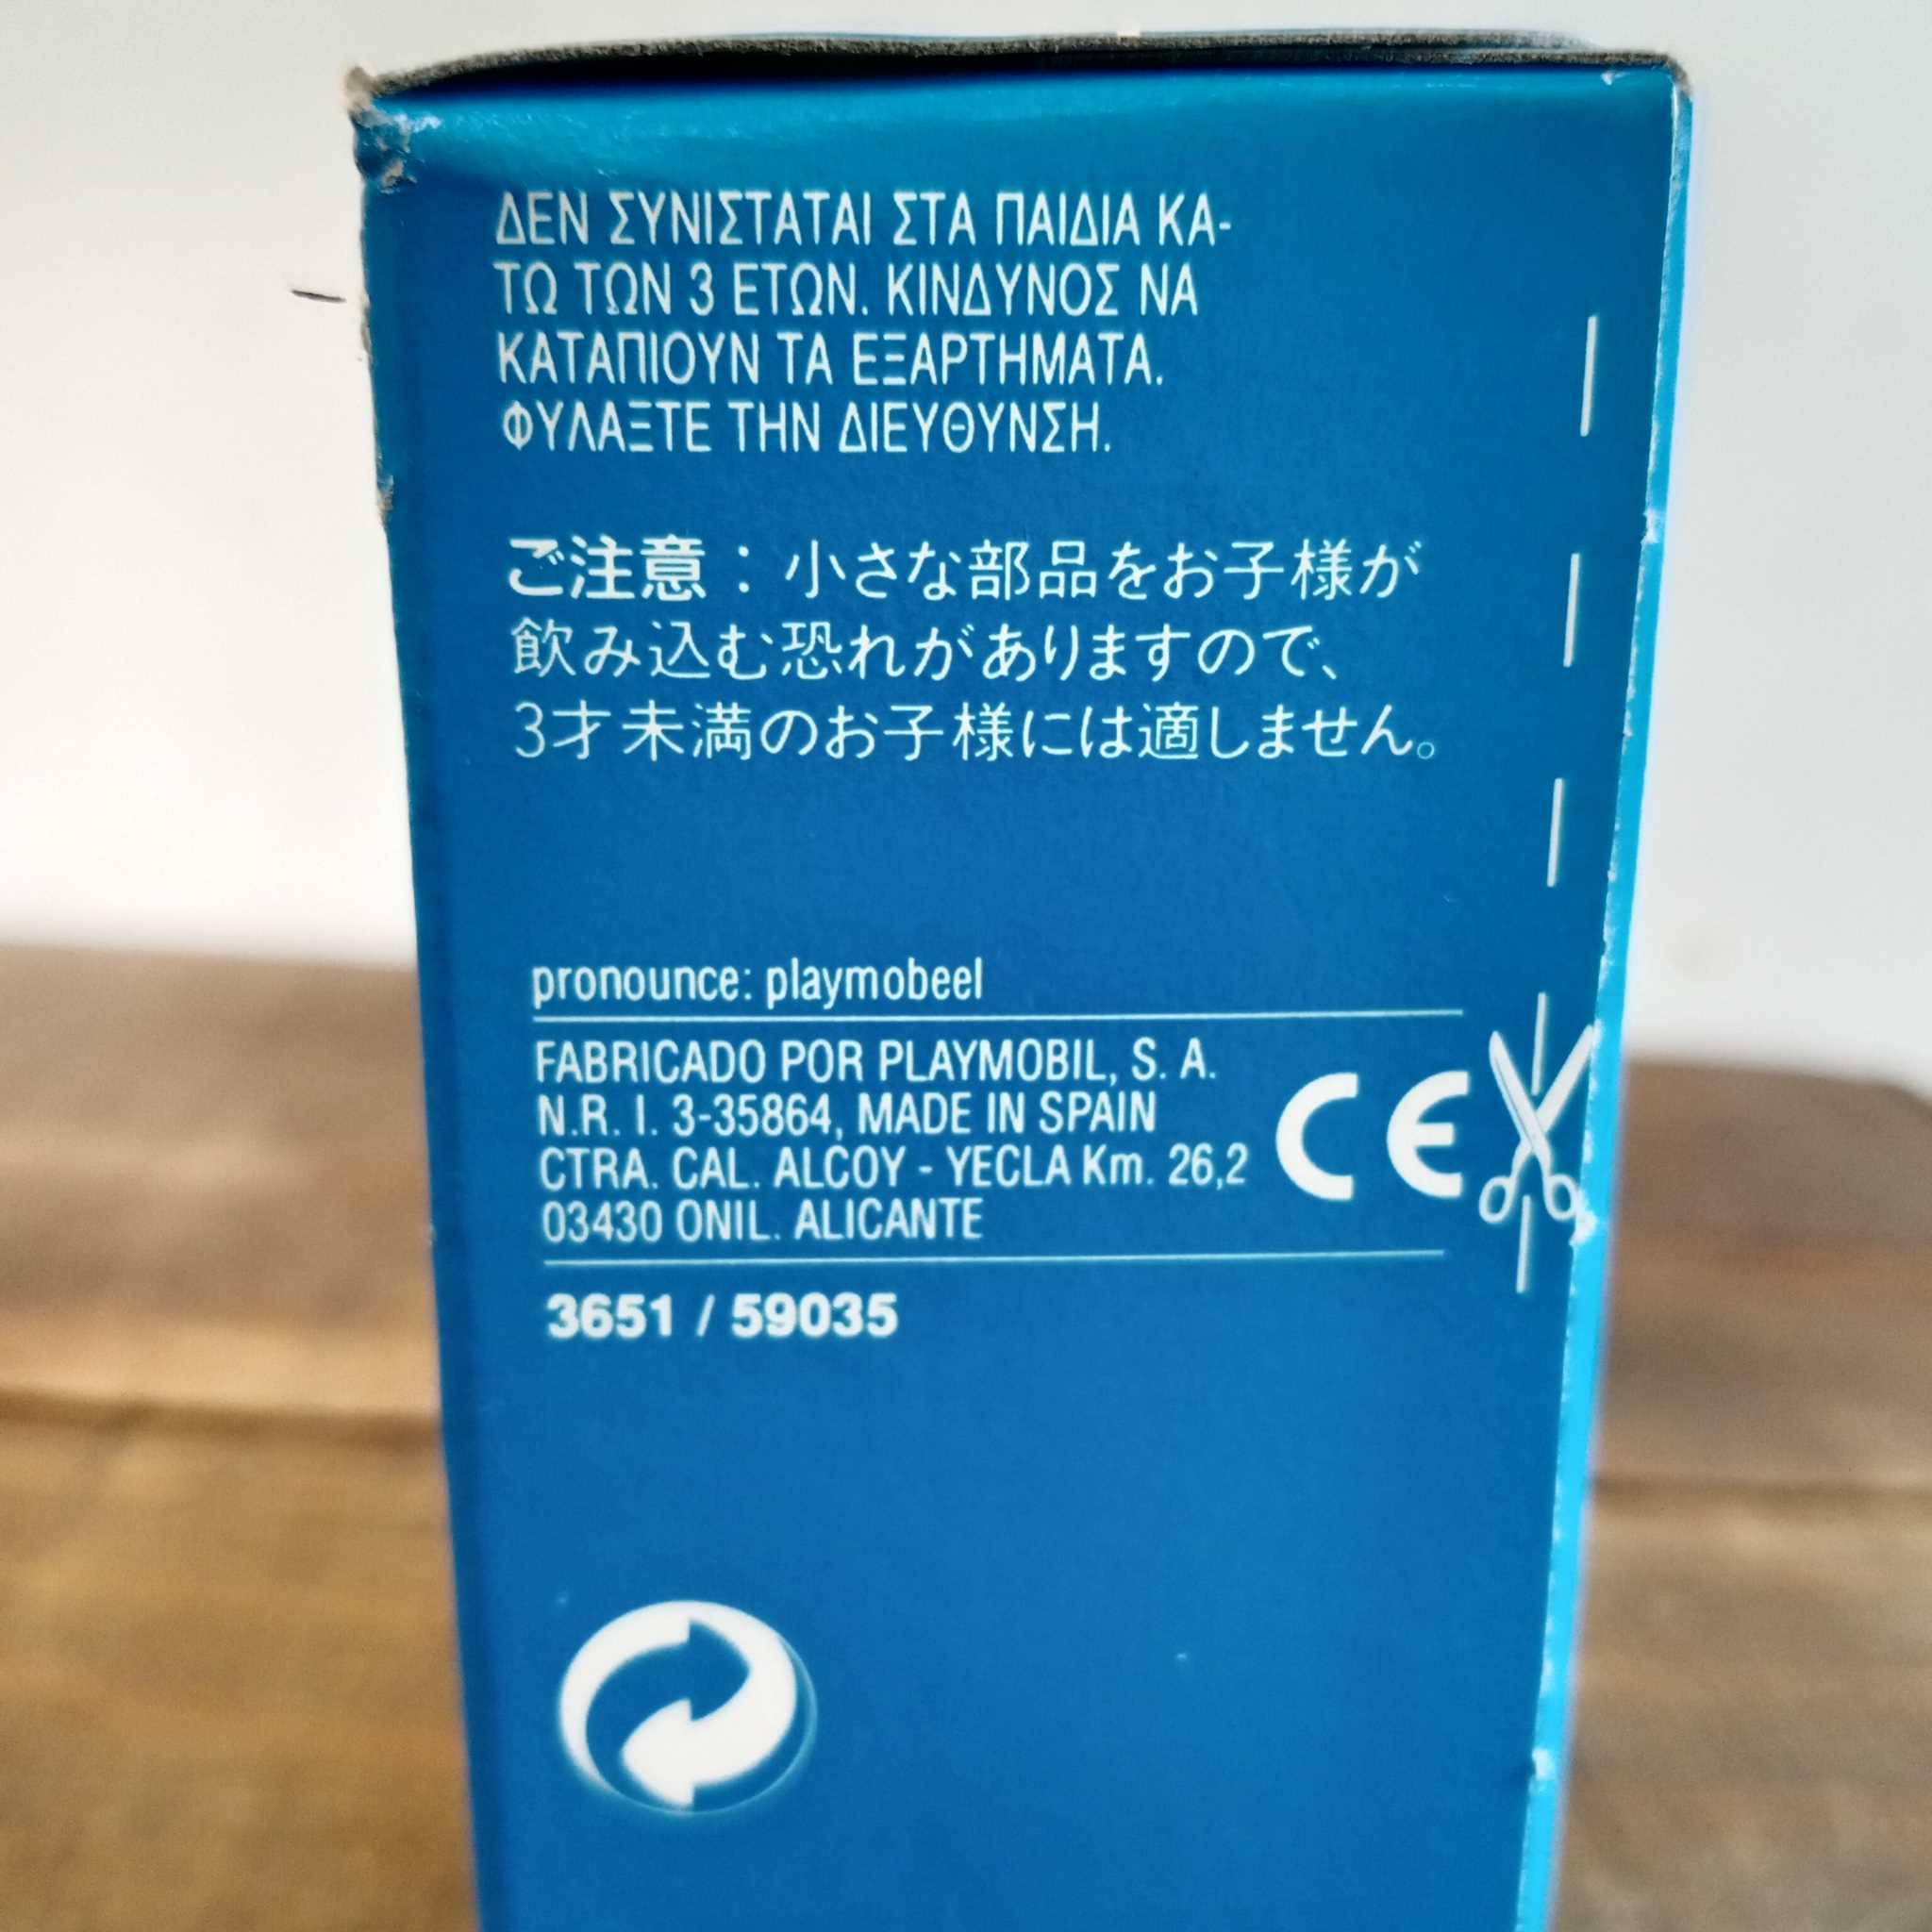 ΔΕΝ ΣΥΝΙΣΤΑΤΑΙ ΣΤΑ ΠΑΙΔΙΑ ΚΑ-
ΤΩ ΤΩΝ 3 ΕΤΩΝ. ΚΙΝΔΥΝΟΣ ΝΑ
ΚΑΤΑΠΙΟΥΝ ΤΑ ΕΞΑΡΤΗΜΑΤΑ.
ΦΥΛΑΞΤΕ ΤΗΝ ΔΙΕΥΘΥΝΣΗ.
ご注意：小さな部品をお子様が
飲み込む恐れがありますので、
3才未満のお子様には適しません。
pronounce: playmobeel
FABRICADO POR PLAYMOBIL, S. A.
N.R. I. 3-35864, MADE IN SPAIN
CTRA. CAL. ALCOY - YECLA Km. 26,2
03430 ONIL. ALICANTE
CE
3651 / 59035